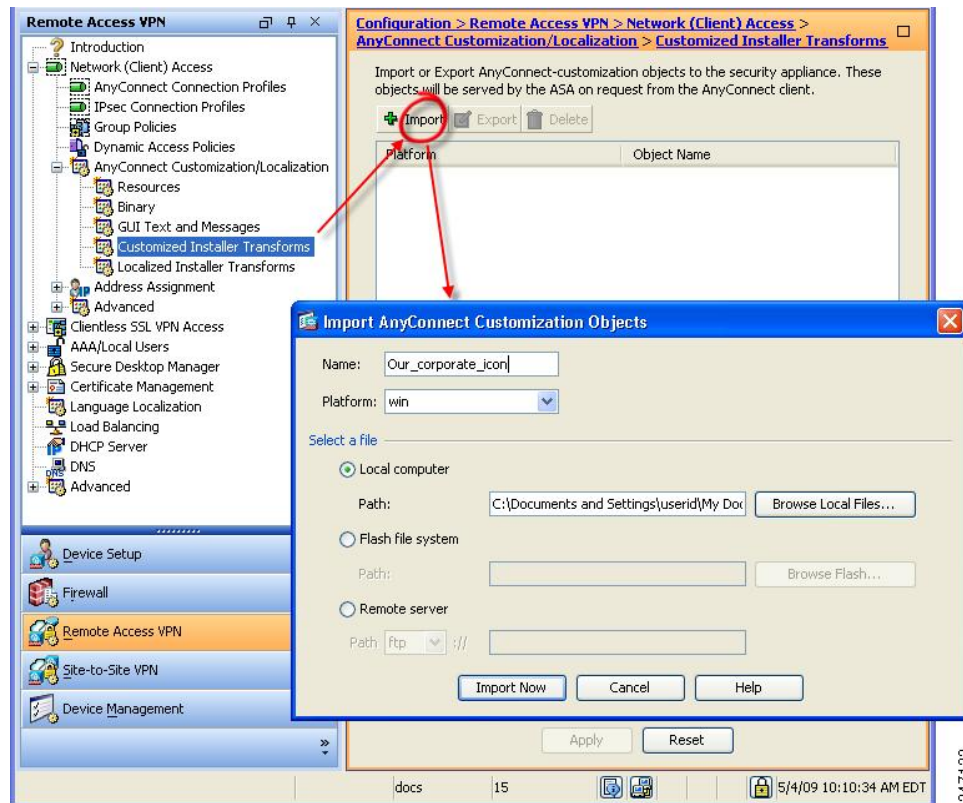 Remote Access VPN
Introduction
Network (Client) Access
AnyConnect Connection Profiles
IPsec Connection Profiles
Group Policies
Dynamic Access Policies
AnyConnect Customization/Localization
Resources
Binary
GUI Text and Messages
Customized Installer Transforms
Localized Installer Transforms
Address Assignment
Advanced
Clientless SSL VPN Access
AAA/Local Users
Secure Desktop Manager
Certificate Management
Language Localization
Load Balancing
DHCP Server
DNS
Advanced
Device Setup
Firewall
Remote Access VPN
Site-to-Site VPN
Device Management
Configuration > Remote Access VPN > Network (Client) Access >
AnyConnect Customization/Localization > Customized Installer Transforms
Import or Export AnyConnect-customization objects to the security appliance. These
objects will be served by the ASA on request from the AnyConnect client.
Import Export Delete
Platform Object Name
Import AnyConnect Customization Objects
Name: Our_corporate_icon
Platform: win
Select a file
Local computer
Path: C:\Documents and Settings\userid\My Doc Browse Local Files...
Flash file system
Path: Browse Flash...
Remote server
Path ftp ://
Import Now Cancel Help
Apply Reset
docs 15 5/4/09 10:10:34 AM EDT